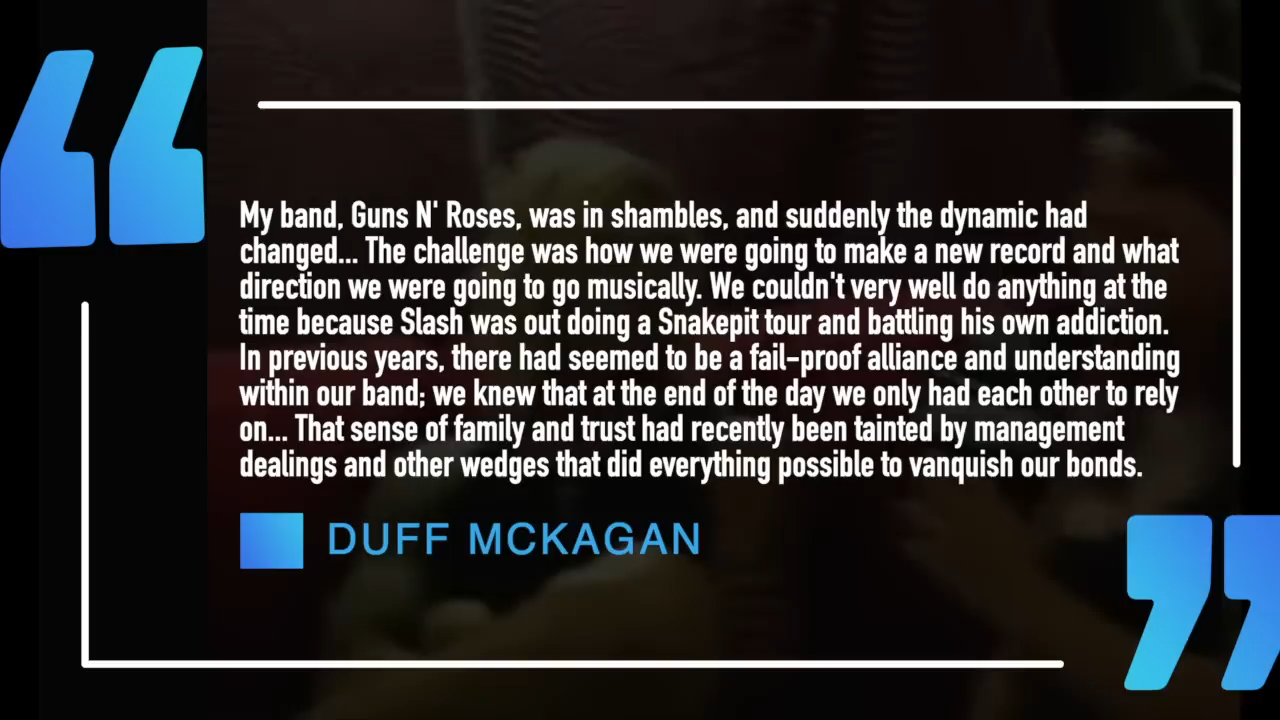 My band, Guns N' Roses, was in shambles, and suddenly the dynamic had
changed... The challenge was how we were going to make a new record and what
direction we were going to go musically. We couldn't very well do anything at the
time because Slash was out doing a Snakepit tour and battling his own addiction.
In previous years, there had seemed to be a fail-proof alliance and understanding
within our band; we knew that at the end of the day we only had each other to rely
on... That sense of family and trust had recently been tainted by management
dealings and other wedges that did everything possible to vanquish our bonds.
DUFF MCKAGAN